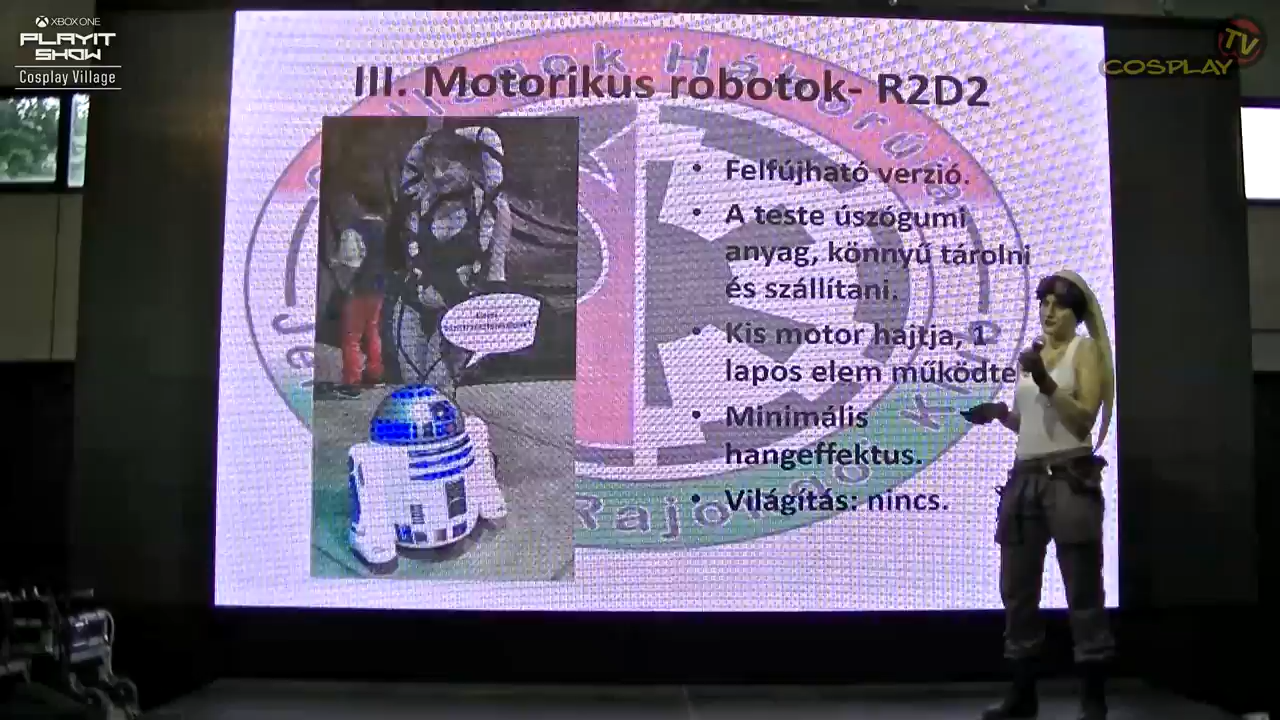 XBOX ONE
PLAYIT
SHOW
Cosplay Village
TV
COSPLAY
III. Motorikus robotok- R2D2
• Felfújható verzió.
• A teste úszógumi
anyag, könnyű tárolni
és szállítani.
• Kis motor hajtja, 1
lapos elem működte
• Minimális
hangeffektus.
• Világítás: nincs.